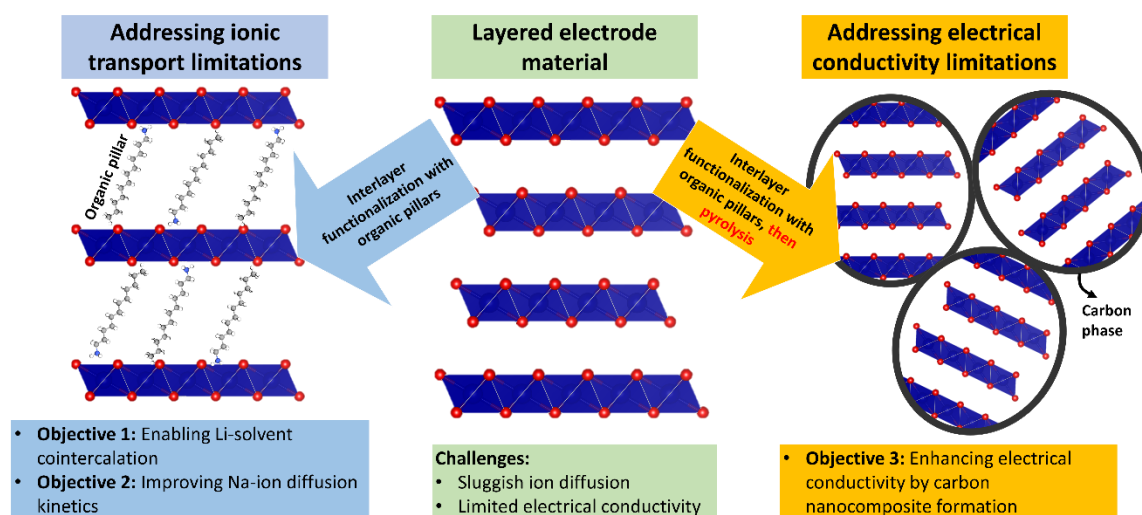 Addressing ionic
transport limitations
Organic pillar
• Objective 1: Enabling Li-solvent
cointercalation
• Objective 2: Improving Na-ion diffusion
kinetics
Interlayer
functionalization with
organic pillars
Layered electrode
material
Challenges:
• Sluggish ion diffusion
• Limited electrical conductivity
Interlayer
functionalization with
organic pillars, then
pyrolysis
Addressing electrical
conductivity limitations
Carbon
phase
• Objective 3: Enhancing electrical
conductivity by carbon
nanocomposite formation